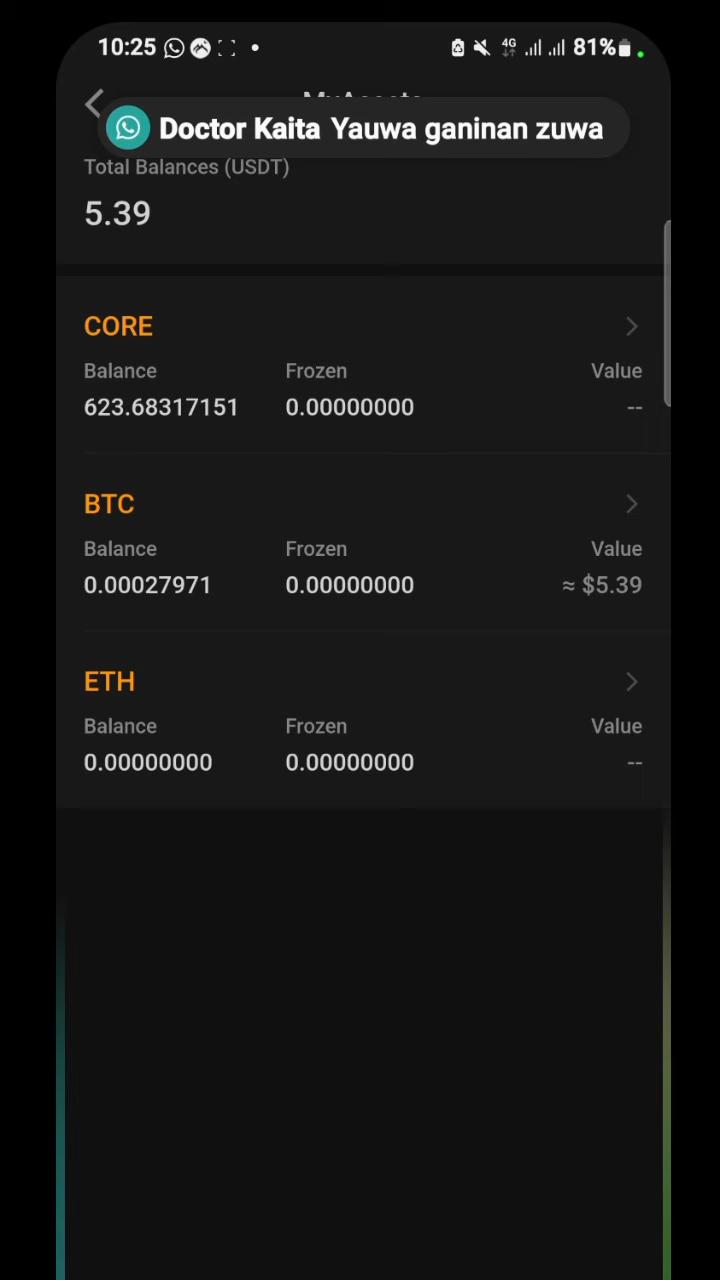 10:25 4G 81%
Doctor Kaita Yauwa ganinan zuwa
Total Balances (USDT)
5.39
CORE
Balance Frozen Value
623.68317151 0.00000000 --
BTC
Balance Frozen Value
0.00027971 0.00000000 ≈ $5.39
ETH
Balance Frozen Value
0.00000000 0.00000000 --